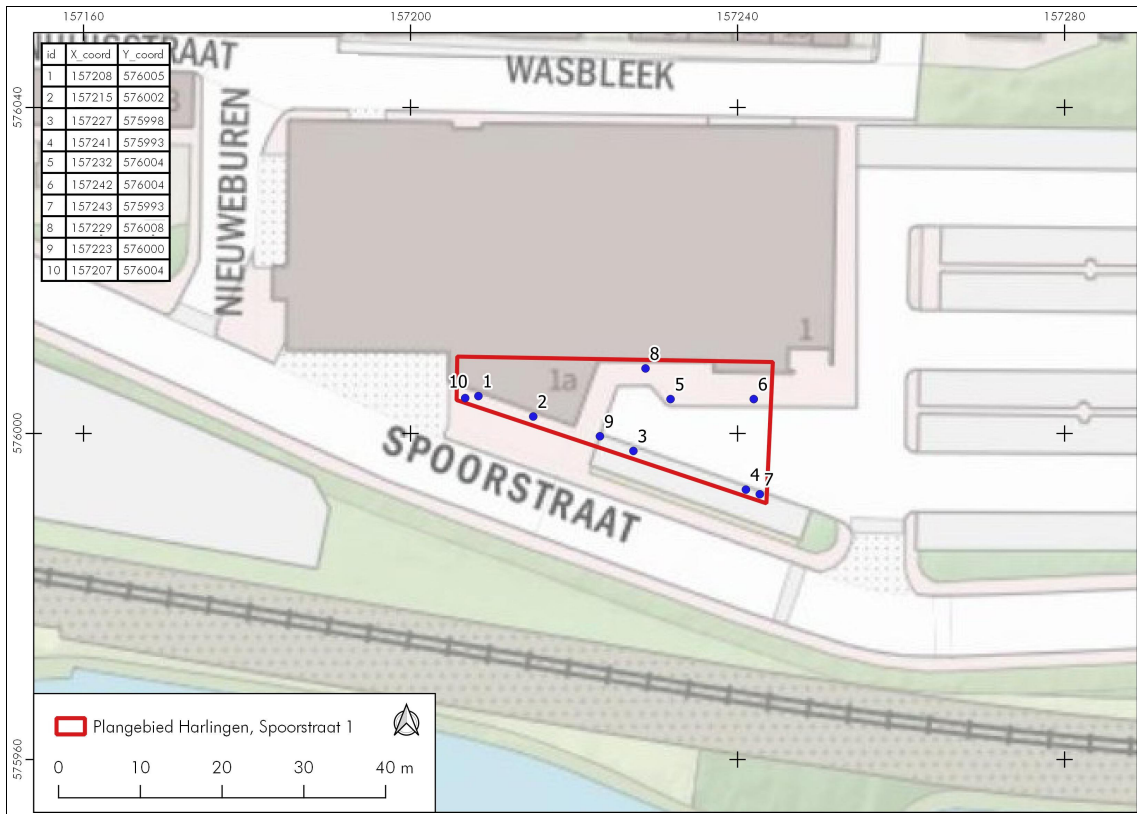 157160 157200 157240 157280
id X_coord Y_coord
1 157208 576005
2 157215 576002
3 157227 575998
4 157241 575993
5 157232 576004
6 157242 576004
7 157243 575993
8 157229 576008
9 157223 576000
10 157207 576004
STRAAT
WASBLEEK
NIEUWEBUREN
SPOORSTRAAT
576040
576000
575960
1
1a
8
10 1
5
6
2
9
3
4
7
Plangebied Harlingen, Spoorstraat 1
0 10 20 30 40 m